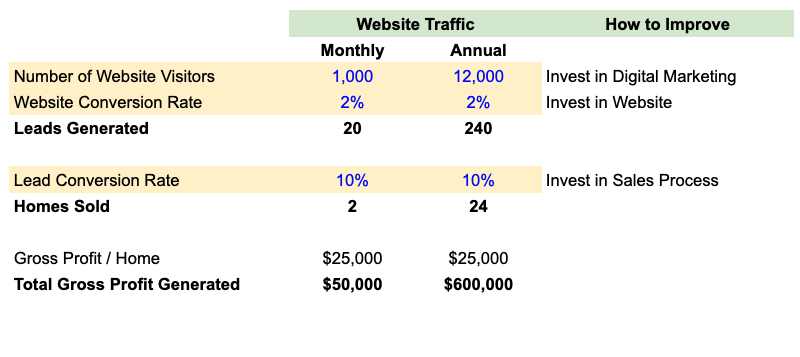 Website Traffic How to Improve
Monthly Annual
Number of Website Visitors 1,000 12,000 Invest in Digital Marketing
Website Conversion Rate 2% 2% Invest in Website
Leads Generated 20 240
Lead Conversion Rate 10% 10% Invest in Sales Process
Homes Sold 2 24
Gross Profit / Home $25,000 $25,000
Total Gross Profit Generated $50,000 $600,000